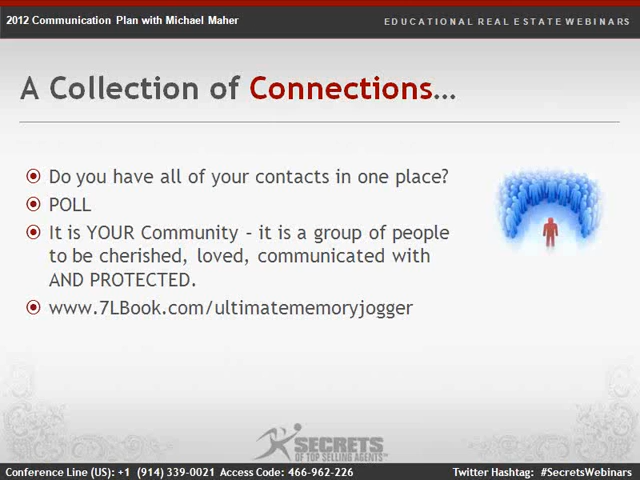 2012 Communication Plan with Michael Maher
EDUCATIONAL REAL ESTATE WEBINARS
A Collection of Connections...
Do you have all of your contacts in one place?
POLL
It is YOUR Community – it is a group of people
to be cherished, loved, communicated with
AND PROTECTED.
www.7LBook.com/ultimatememoryjogger
SECRETS
OF TOP SELLING AGENTS
Conference Line (US): +1 (914) 339-0021 Access Code: 466-962-226
Twitter Hashtag: #SecretsWebinars